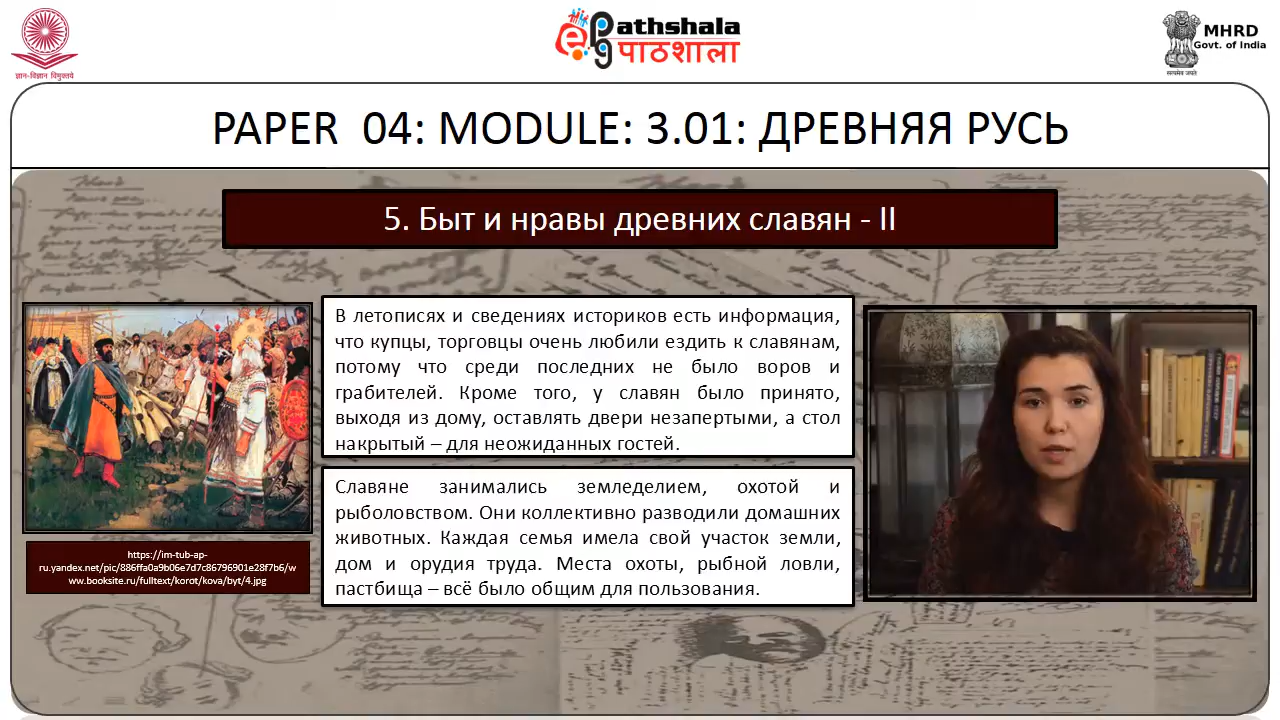 ज्ञान-विज्ञान विमुक्तये
ePathshala
पाठशाला
MHRD
Govt. of India
सत्यमेव जयते
PAPER 04: MODULE: 3.01: ДРЕВНЯЯ РУСЬ
5. Быт и нравы древних славян - II
В летописях и сведениях историков есть информация,
что купцы, торговцы очень любили ездить к славянам,
потому что среди последних не было воров и
грабителей. Кроме того, у славян было принято,
выходя из дому, оставлять двери незапертыми, а стол
накрытый – для неожиданных гостей.
Славяне занимались земледелием, охотой и
рыболовством. Они коллективно разводили домашних
животных. Каждая семья имела свой участок земли,
дом и орудия труда. Места охоты, рыбной ловли,
пастбища – всё было общим для пользования.
https://im-tub-ap-
ru.yandex.net/pic/886ffa0a9b06e7d7c86796901e28f7b6/w
ww.booksite.ru/fulltext/korot/kova/byt/4.jpg